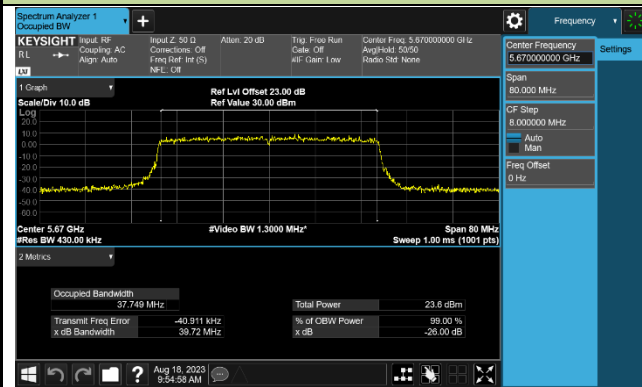 Spectrum Analyzer 1
Occupied BW
+
Frequency
KEYSIGHT
RL
Input: RF
Coupling: AC
Align: Auto
Input Z: 50 Ω
Corrections: Off
Freq Ref: Int (S)
NFE: Off
Atten: 20 dB
Trig: Free Run
Gate: Off
#IF Gain: Low
Center Freq: 5.670000000 GHz
Avg|Hold: 50/50
Radio Std: None
LXI
1 Graph
Scale/Div 10.0 dB
Ref Lvl Offset 23.00 dB
Ref Value 30.00 dBm
Log
20.0
10.0
0.00
-10.0
-20.0
-30.0
-40.0
-50.0
-60.0
Center 5.67 GHz
#Res BW 430.00 kHz
#Video BW 1.3000 MHz*
Span 80 MHz
Sweep 1.00 ms (1001 pts)
2 Metrics
Occupied Bandwidth
37.749 MHz
Total Power 23.6 dBm
Transmit Freq Error -40.911 kHz
% of OBW Power 99.00 %
x dB Bandwidth 39.72 MHz
x dB -26.00 dB
Center Frequency
5.670000000 GHz
Settings
Span
80.000 MHz
CF Step
8.000000 MHz
Auto
Man
Freq Offset
0 Hz
?
Aug 18, 2023
9:54:58 AM